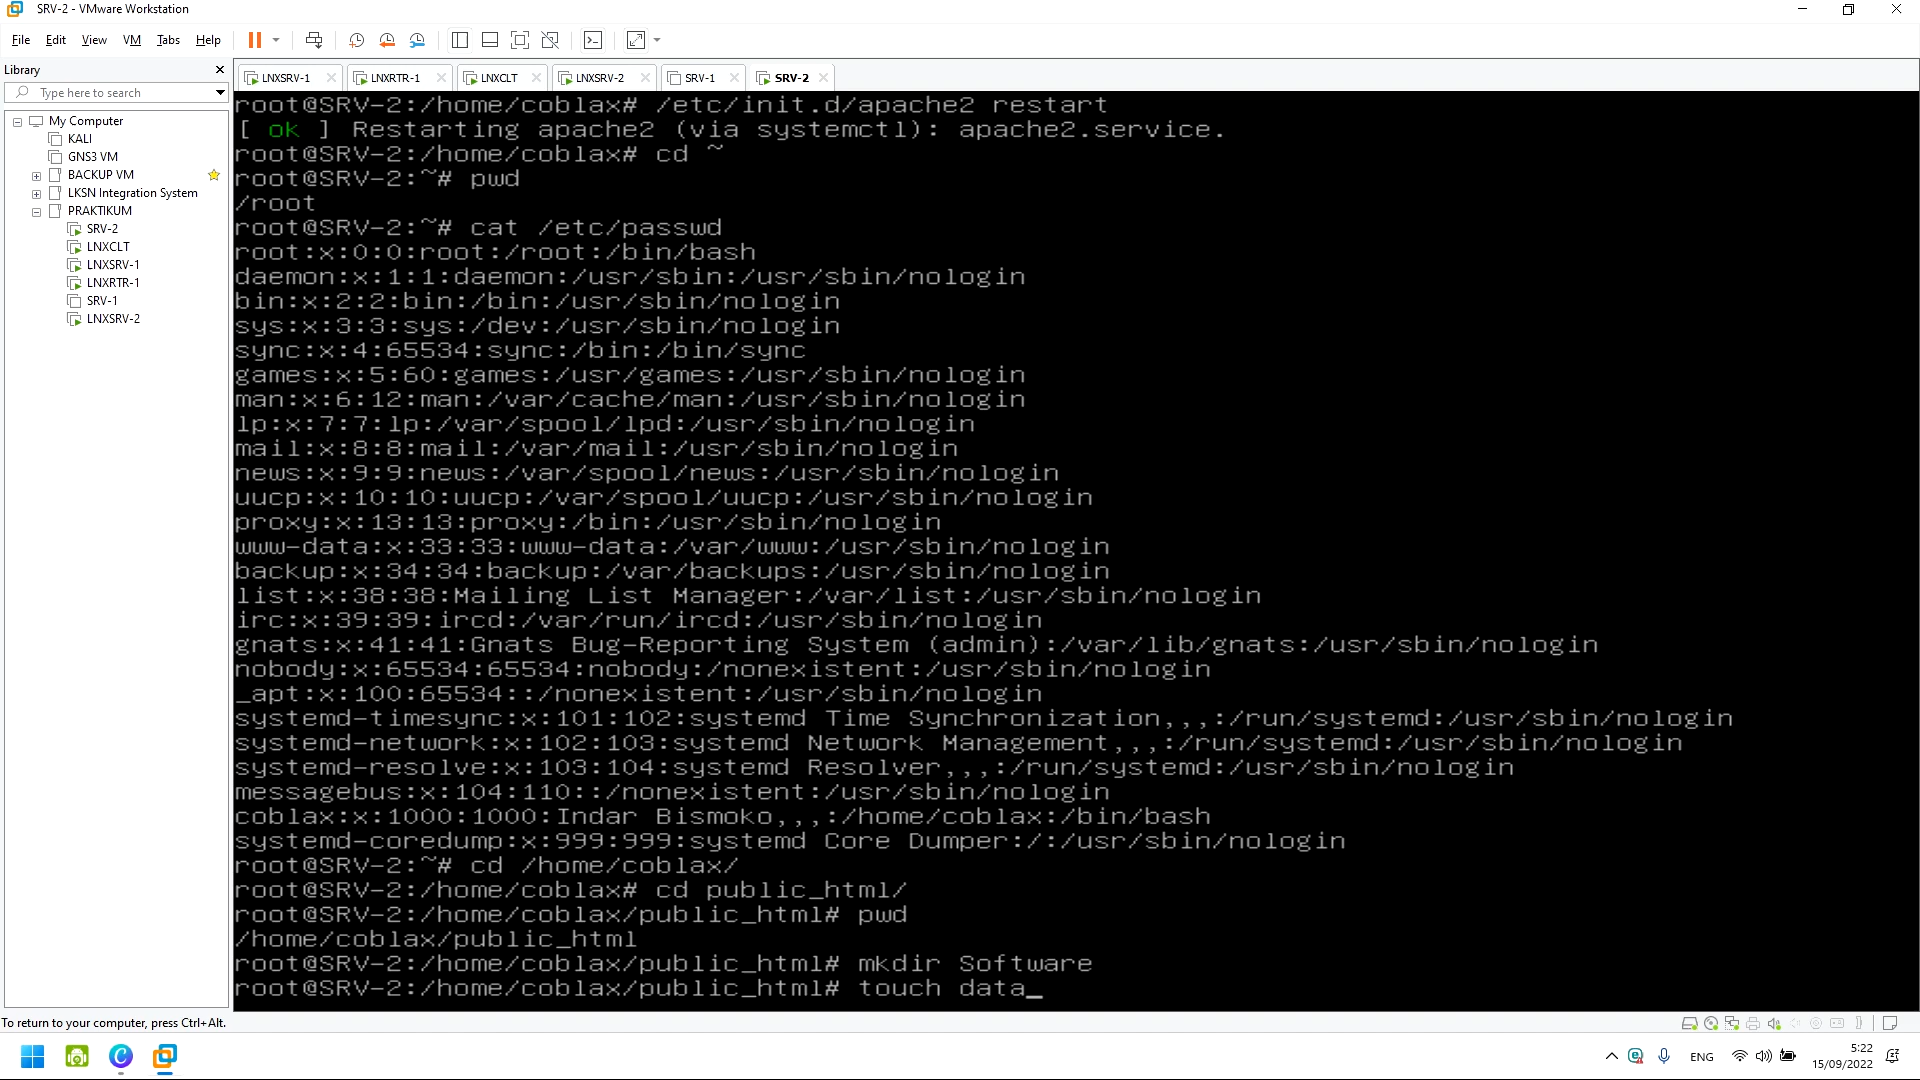 SRV-2 - VMware Workstation
File Edit View VM Tabs Help
Library
Type here to search
My Computer
KALI
GNS3 VM
BACKUP VM
LKSN Integration System
PRAKTIKUM
SRV-2
LNXCLT
LNXSRV-1
LNXRTR-1
SRV-1
LNXSRV-2
LNXSRV-1 LNXRTR-1 LNXCLT LNXSRV-2 SRV-1 SRV-2
root@SRV-2:/home/coblax# /etc/init.d/apache2 restart
[ ok ] Restarting apache2 (via systemctl): apache2.service.
root@SRV-2:/home/coblax# cd ~
root@SRV-2:~# pwd
/root
root@SRV-2:~# cat /etc/passwd
root:x:0:0:root:/root:/bin/bash
daemon:x:1:1:daemon:/usr/sbin:/usr/sbin/nologin
bin:x:2:2:bin:/bin:/usr/sbin/nologin
sys:x:3:3:sys:/dev:/usr/sbin/nologin
sync:x:4:65534:sync:/bin:/bin/sync
games:x:5:60:games:/usr/games:/usr/sbin/nologin
man:x:6:12:man:/var/cache/man:/usr/sbin/nologin
lp:x:7:7:lp:/var/spool/lpd:/usr/sbin/nologin
mail:x:8:8:mail:/var/mail:/usr/sbin/nologin
news:x:9:9:news:/var/spool/news:/usr/sbin/nologin
uucp:x:10:10:uucp:/var/spool/uucp:/usr/sbin/nologin
proxy:x:13:13:proxy:/bin:/usr/sbin/nologin
www-data:x:33:33:www-data:/var/www:/usr/sbin/nologin
backup:x:34:34:backup:/var/backups:/usr/sbin/nologin
list:x:38:38:Mailing List Manager:/var/list:/usr/sbin/nologin
irc:x:39:39:ircd:/var/run/ircd:/usr/sbin/nologin
gnats:x:41:41:Gnats Bug-Reporting System (admin):/var/lib/gnats:/usr/sbin/nologin
nobody:x:65534:65534:nobody:/nonexistent:/usr/sbin/nologin
_apt:x:100:65534::/nonexistent:/usr/sbin/nologin
systemd-timesync:x:101:102:systemd Time Synchronization,,,:/run/systemd:/usr/sbin/nologin
systemd-network:x:102:103:systemd Network Management,,,:/run/systemd:/usr/sbin/nologin
systemd-resolve:x:103:104:systemd Resolver,,,:/run/systemd:/usr/sbin/nologin
messagebus:x:104:110::/nonexistent:/usr/sbin/nologin
coblax:x:1000:1000:Indar Bismoko,,,:/home/coblax:/bin/bash
systemd-coredump:x:999:999:systemd Core Dumper:/:/usr/sbin/nologin
root@SRV-2:~# cd /home/coblax/
root@SRV-2:/home/coblax# cd public_html/
root@SRV-2:/home/coblax/public_html# pwd
/home/coblax/public_html
root@SRV-2:/home/coblax/public_html# mkdir Software
root@SRV-2:/home/coblax/public_html# touch data_
To return to your computer, press Ctrl+Alt.
ENG
5:22
15/09/2022